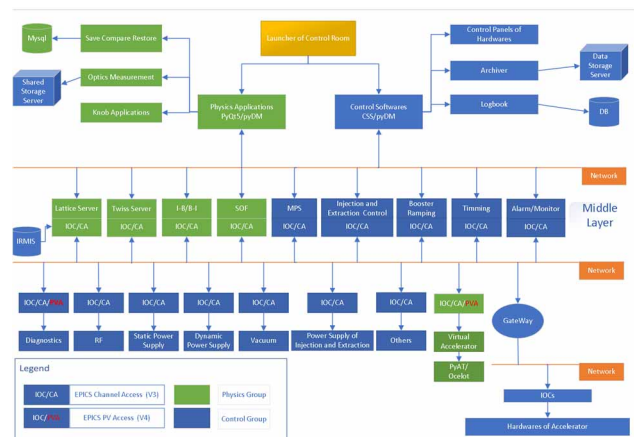 Mysql
Save Compare Restore
Launcher of Control Room
Control Panels of
Hardwares
Shared
Storage
Server
Optics Measurement
Archiver
Data
Storage
Server
Knob Applications
Physics Applications
PyQt5/pyDM
Control Softwares
CSS/pyDM
Logbook
DB
Network
Lattice Server
IOC/CA
Twiss Server
IOC/CA
I-B/B-I
IOC/CA
SOF
IOC/CA
MPS
IOC/CA
Injection and
Extraction Control
IOC/CA
Booster
Ramping
IOC/CA
Timming
IOC/CA
Alarm/Monitor
IOC/CA
Middle
Layer
IRMIS
Network
IOC/CA/PVA
IOC/CA
IOC/CA
IOC/CA
IOC/CA
IOC/CA
IOC/CA
IOC/CA/PVA
GateWay
Diagnostics
RF
Static Power
Supply
Dynamic
Power Supply
Vacuum
Power Supply of
Injection and Extraction
Others
Virtual
Accelerator
PyAT/
Ocelot
Network
IOCs
Hardwares of Accelerator
Legend
IOC/CA
EPICS Channel Access (V3)
Physics Group
IOC/PVA
EPICS PV Access (V4)
Control Group